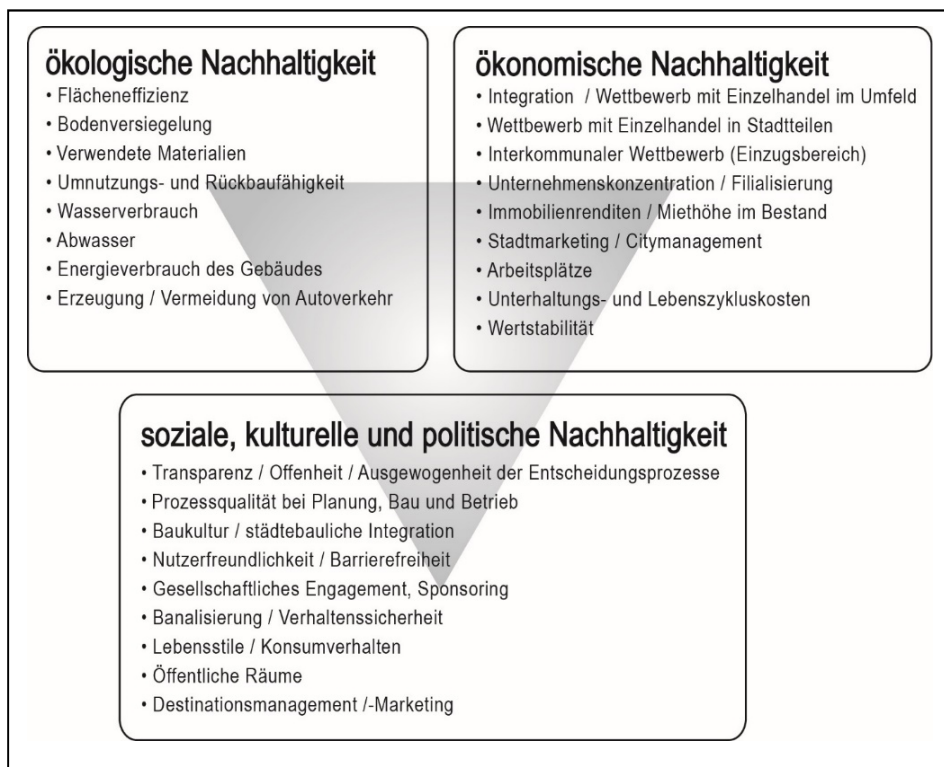 ökologische Nachhaltigkeit
• Flächeneffizienz
• Bodenversiegelung
• Verwendete Materialien
• Umnutzungs- und Rückbaufähigkeit
• Wasserverbrauch
• Abwasser
• Energieverbrauch des Gebäudes
• Erzeugung / Vermeidung von Autoverkehr
ökonomische Nachhaltigkeit
• Integration / Wettbewerb mit Einzelhandel im Umfeld
• Wettbewerb mit Einzelhandel in Stadtteilen
• Interkommunaler Wettbewerb (Einzugsbereich)
• Unternehmenskonzentration / Filialisierung
• Immobilienrenditen / Miethöhe im Bestand
• Stadtmarketing / Citymanagement
• Arbeitsplätze
• Unterhaltungs- und Lebenszykluskosten
• Wertstabilität
soziale, kulturelle und politische Nachhaltigkeit
• Transparenz / Offenheit / Ausgewogenheit der Entscheidungsprozesse
• Prozessqualität bei Planung, Bau und Betrieb
• Baukultur / städtebauliche Integration
• Nutzerfreundlichkeit / Barrierefreiheit
• Gesellschaftliches Engagement, Sponsoring
• Banalisierung / Verhaltenssicherheit
• Lebensstile / Konsumverhalten
• Öffentliche Räume
• Destinationsmanagement /-Marketing